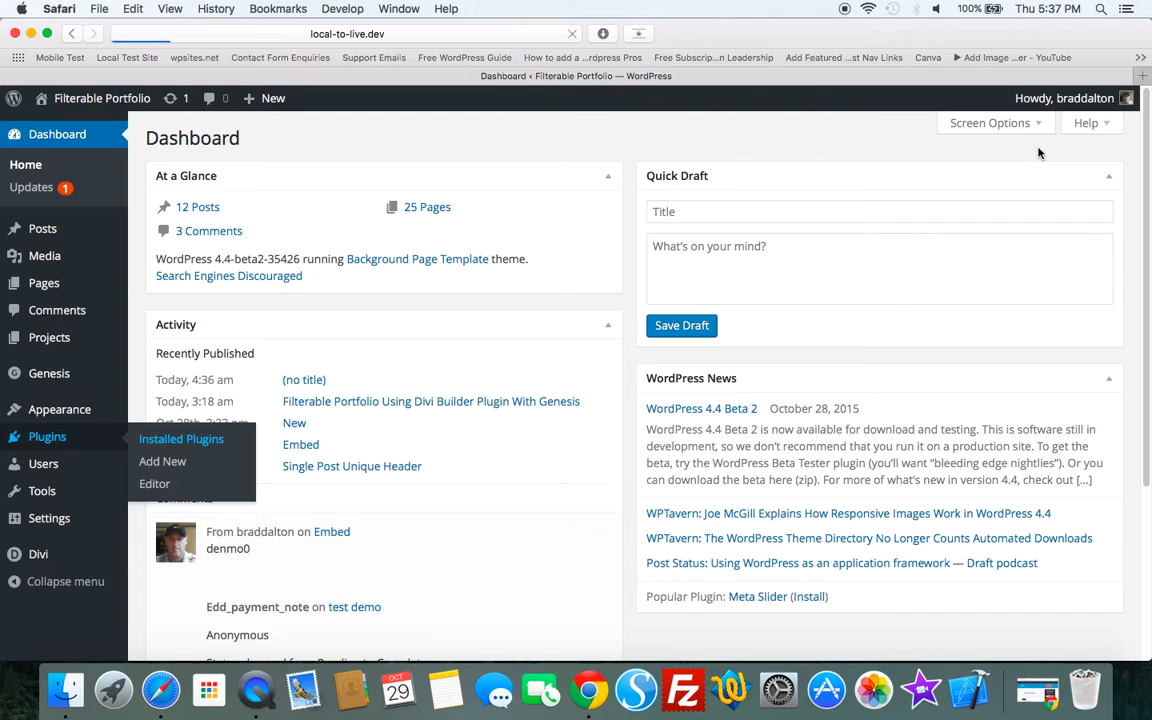 Safari File Edit View History Bookmarks Develop Window Help 100% Thu 5:37 PM
local-to-live.dev
Mobile Test Local Test Site wpsites.net Contact Form Enquiries Support Emails Free WordPress Guide How to add a ...rdpress Pros Free Subscrip...n Leadership Add Featured ...st Nav Links Canva Add Image ...er - YouTube
Dashboard ‹ Filterable Portfolio — WordPress
Filterable Portfolio 1 0 New Howdy, braddalton
Screen Options Help
Dashboard
Home
Updates 1
Posts
Media
Pages
Comments
Projects
Genesis
Appearance
Plugins
Installed Plugins
Add New
Editor
Users
Tools
Settings
Divi
Collapse menu
Dashboard
At a Glance
12 Posts 25 Pages
3 Comments
WordPress 4.4-beta2-35426 running Background Page Template theme.
Search Engines Discouraged
Activity
Recently Published
Today, 4:36 am (no title)
Today, 3:18 am Filterable Portfolio Using Divi Builder Plugin With Genesis
New
Embed
Single Post Unique Header
From braddalton on Embed
denmo0
Edd_payment_note on test demo
Anonymous
Quick Draft
Title
What's on your mind?
Save Draft
WordPress News
WordPress 4.4 Beta 2 October 28, 2015
WordPress 4.4 Beta 2 is now available for download and testing. This is software still in
development, so we don't recommend that you run it on a production site. To get the
beta, try the WordPress Beta Tester plugin (you'll want "bleeding edge nightlies"). Or you
can download the beta here (zip). For more of what's new in version 4.4, check out [...]
WPTavern: Joe McGill Explains How Responsive Images Work in WordPress 4.4
WPTavern: The WordPress Theme Directory No Longer Counts Automated Downloads
Post Status: Using WordPress as an application framework — Draft podcast
Popular Plugin: Meta Slider (Install)
OCT
29